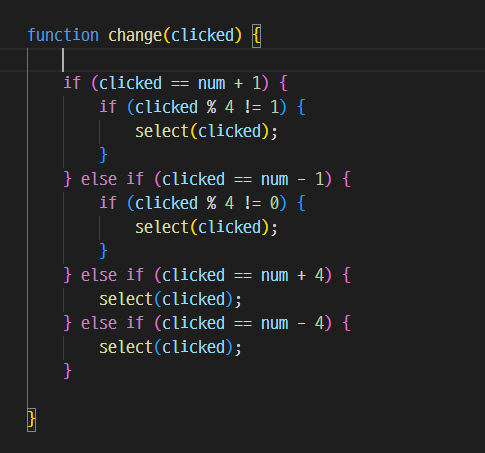 function change(clicked) {
    if (clicked == num + 1) {
        if (clicked % 4 != 1) {
            select(clicked);
        }
    } else if (clicked == num - 1) {
        if (clicked % 4 != 0) {
            select(clicked);
        }
    } else if (clicked == num + 4) {
        select(clicked);
    } else if (clicked == num - 4) {
        select(clicked);
    }
}